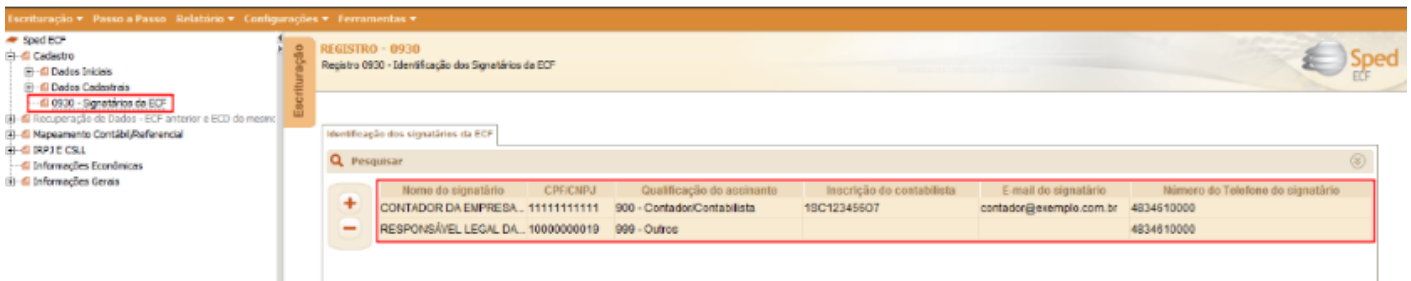 Escrituração Passo a Passo Relatório Configurações Ferramentas
Sped ECF
Cadastro
Dados Iniciais
Dados Cadastrais
0930 - Signatários da ECF
Recuperação de Dados - ECF anterior e ECD do mesmo
Mapeamento Contábil/Referencial
IRPJ E CSLL
Informações Econômicas
Informações Gerais
Escrituração
REGISTRO - 0930
Registro 0930 - Identificação dos Signatários da ECF
Sped
ECF
Identificação dos signatários da ECF
Pesquisar
Nome do signatário CPF/CNPJ Qualificação do assinante Inscrição do contabilista E-mail do signatário Número do Telefone do signatário
CONTADOR DA EMPRESA... 11111111111 900 - Contador/Contabilista 1SC123456O7 contador@exemplo.com.br 4834610000
RESPONSÁVEL LEGAL DA... 10000000019 999 - Outros 4834610000